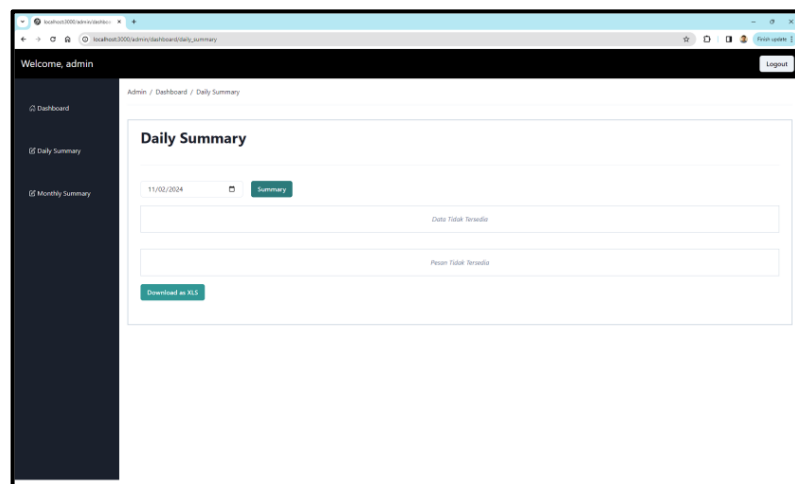 localhost:3000/admin/dashboa
localhost:3000/admin/dashboard/daily_summary
Finish update
Welcome, admin
Logout
Admin / Dashboard / Daily Summary
Dashboard
Daily Summary
Daily Summary
Monthly Summary
11/02/2024
Summary
Data Tidak Tersedia
Pesan Tidak Tersedia
Download as XLS